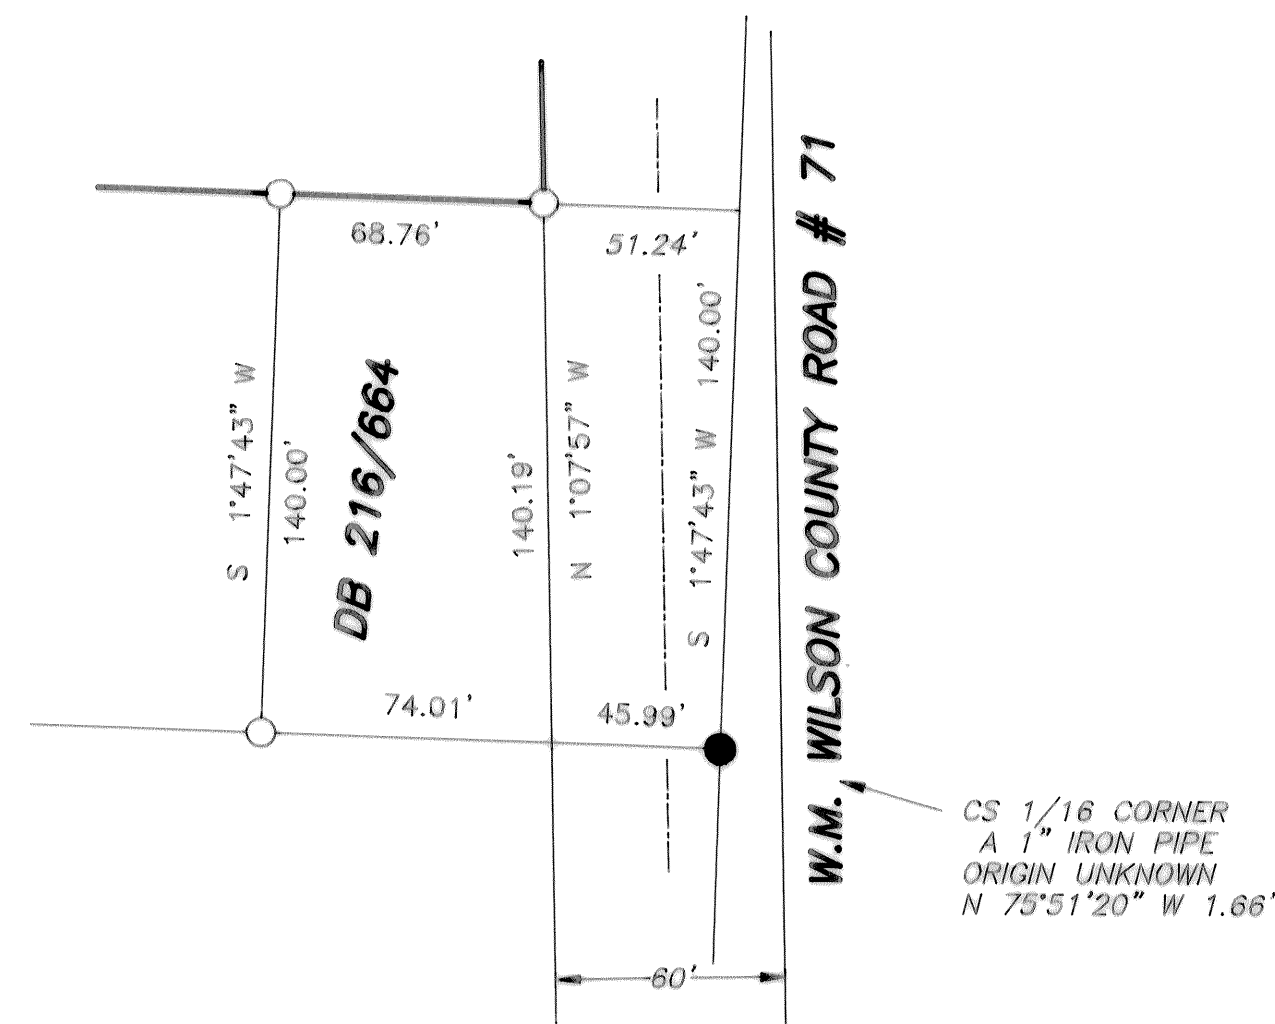 68.76'
51.24'
S 1°47'43" W
140.00'
DB 216/664
140.19'
N 1°07'57" W
S 1°47'43" W 140.00'
W.M. WILSON COUNTY ROAD # 71
74.01'
45.99'
CS 1/16 CORNER
A 1" IRON PIPE
ORIGIN UNKNOWN
N 75°51'20" W 1.66'
60'